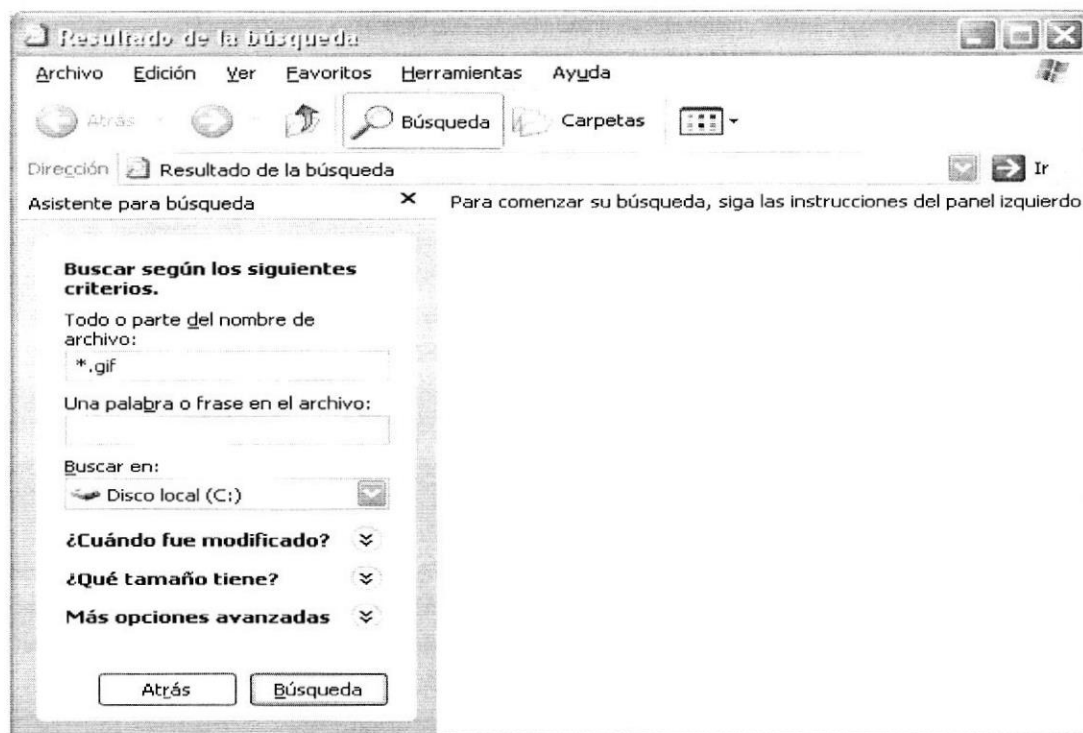 Resultado de la búsqueda
Archivo Edición Ver Favoritos Herramientas Ayuda
Atrás Búsqueda Carpetas
Dirección Resultado de la búsqueda Ir
Asistente para búsqueda
Para comenzar su búsqueda, siga las instrucciones del panel izquierdo
Buscar según los siguientes
criterios.
Todo o parte del nombre de
archivo:
*.gif
Una palabra o frase en el archivo:
Buscar en:
Disco local (C:)
¿Cuándo fue modificado?
¿Qué tamaño tiene?
Más opciones avanzadas
Atrás Búsqueda